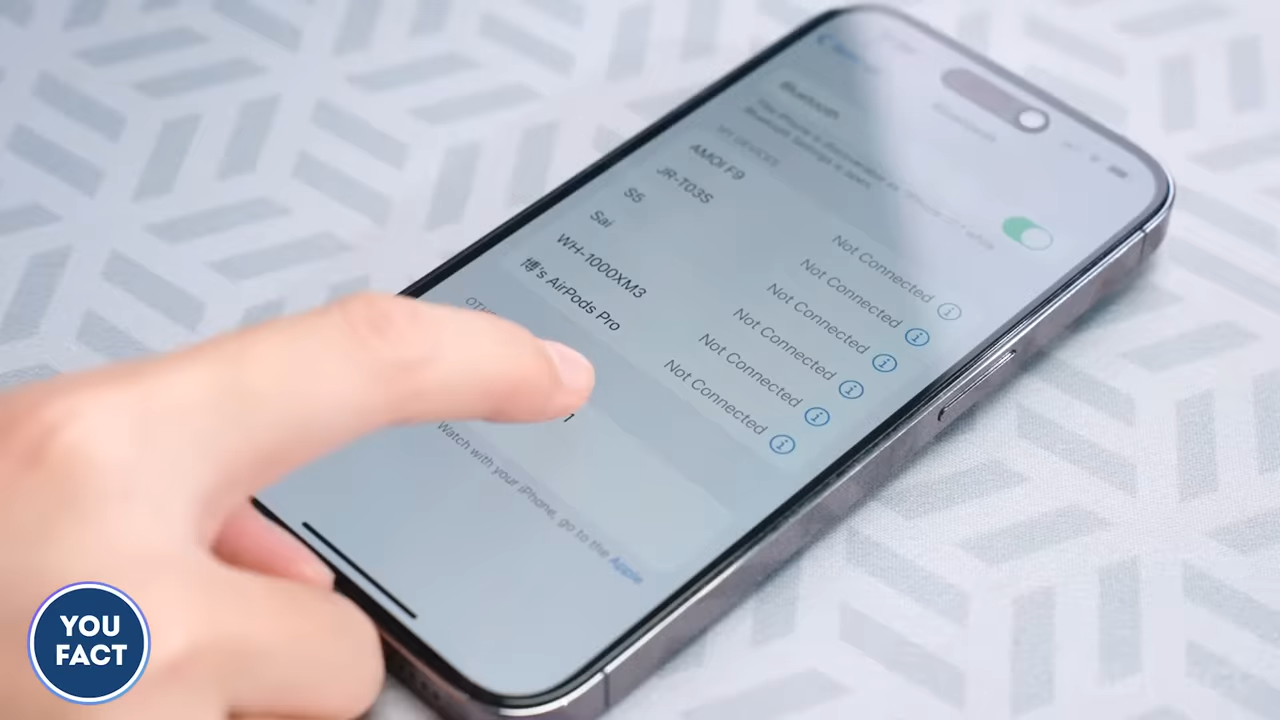 Bluetooth
MY DEVICES
AMOI F9 Not Connected
JR-T03S Not Connected
S5 Not Connected
Sai Not Connected
WH-1000XM3 Not Connected
博's AirPods Pro Not Connected
Watch with your iPhone, go to the Apple
YOU
FACT